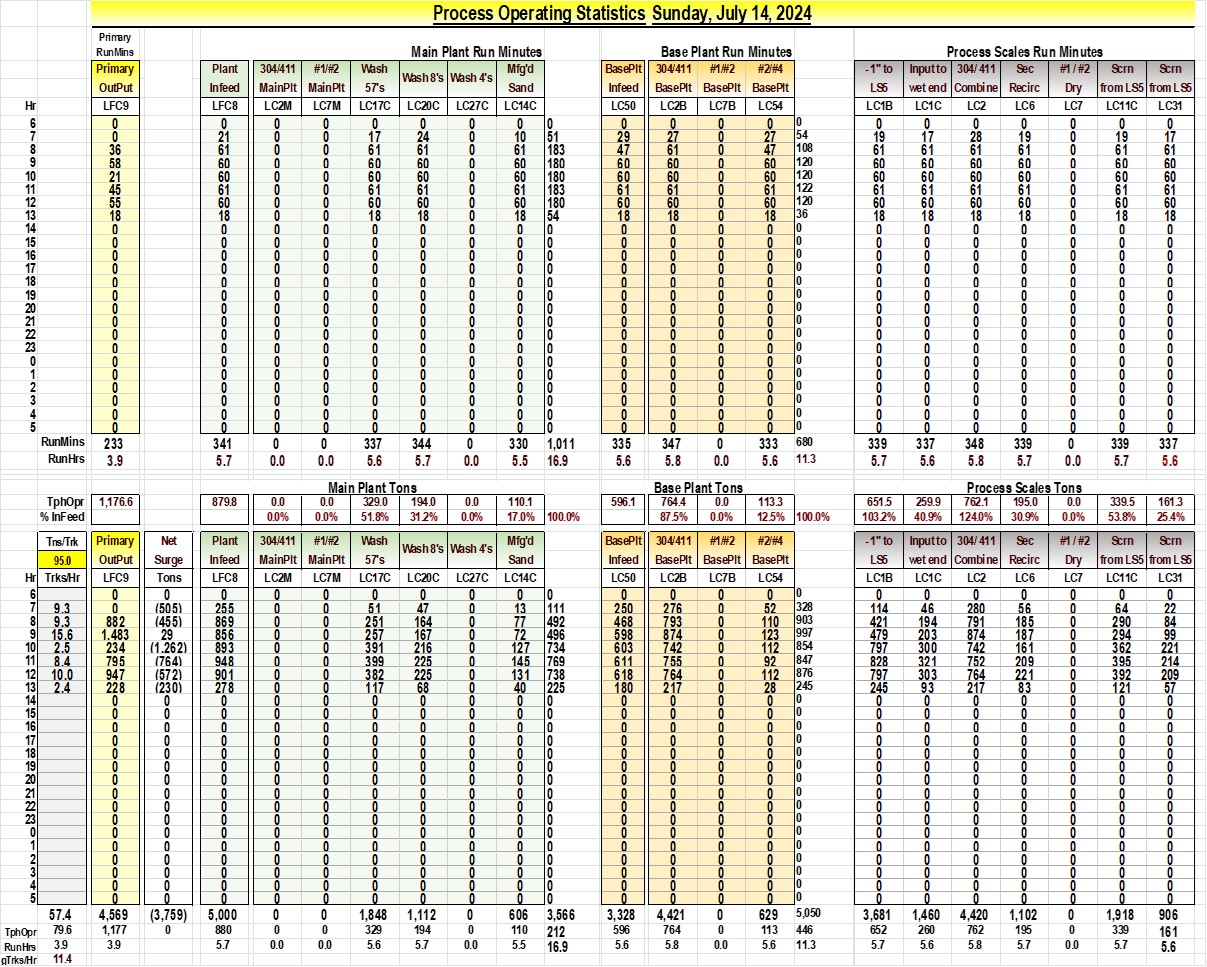 Process Operating Statistics Sunday, July 14, 2024
Primary
RunMins Main Plant Run Minutes Base Plant Run Minutes Process Scales Run Minutes
Primary Plant 304/411 #1/#2 Wash Wash 8's Wash 4's Mfg'd BasePlt 304/411 #1/#2 #2/#4 -1" to Input to 304/ 411 Sec #1 / #2 Scrn Scrn
OutPut Infeed MainPlt MainPlt 57's Sand Infeed BasePlt BasePlt BasePlt LS5 wet end Combine Recirc Dry from LS5 from LS5
Hr LFC9 LFC8 LC2M LC7M LC17C LC20C LC27C LC14C LC50 LC2B LC7B LC54 LC1B LC1C LC2 LC6 LC7 LC11C LC31
6 0 0 0 0 0 0 0 0 0 0 0 0 0 0 0 0 0 0 0 0 0
7 0 21 0 0 17 24 0 10 51 29 27 0 27 54 19 17 28 19 0 19 17
8 36 61 0 0 61 61 0 61 183 47 61 0 47 108 61 61 61 61 0 61 61
9 58 60 0 0 60 60 0 60 180 60 60 0 60 120 60 60 60 60 0 60 60
10 21 60 0 0 60 60 0 60 180 60 60 0 60 120 60 60 60 60 0 60 60
11 45 61 0 0 61 61 0 61 183 61 61 0 61 122 61 61 61 61 0 61 61
12 55 60 0 0 60 60 0 60 180 60 60 0 60 120 60 60 60 60 0 60 60
13 18 18 0 0 18 18 0 18 54 18 18 0 18 36 18 18 18 18 0 18 18
14 0 0 0 0 0 0 0 0 0 0 0 0 0 0 0 0 0 0 0 0
15 0 0 0 0 0 0 0 0 0 0 0 0 0 0 0 0 0 0 0 0
16 0 0 0 0 0 0 0 0 0 0 0 0 0 0 0 0 0 0 0 0
17 0 0 0 0 0 0 0 0 0 0 0 0 0 0 0 0 0 0 0 0
18 0 0 0 0 0 0 0 0 0 0 0 0 0 0 0 0 0 0 0 0
19 0 0 0 0 0 0 0 0 0 0 0 0 0 0 0 0 0 0 0 0
20 0 0 0 0 0 0 0 0 0 0 0 0 0 0 0 0 0 0 0 0
21 0 0 0 0 0 0 0 0 0 0 0 0 0 0 0 0 0 0 0 0
22 0 0 0 0 0 0 0 0 0 0 0 0 0 0 0 0 0 0 0 0
23 0 0 0 0 0 0 0 0 0 0 0 0 0 0 0 0 0 0 0 0
0 0 0 0 0 0 0 0 0 0 0 0 0 0 0 0 0 0 0 0 0
1 0 0 0 0 0 0 0 0 0 0 0 0 0 0 0 0 0 0 0 0
2 0 0 0 0 0 0 0 0 0 0 0 0 0 0 0 0 0 0 0 0
3 0 0 0 0 0 0 0 0 0 0 0 0 0 0 0 0 0 0 0 0
4 0 0 0 0 0 0 0 0 0 0 0 0 0 0 0 0 0 0 0 0
5 0 0 0 0 0 0 0 0 0 0 0 0 0 0 0 0 0 0 0 0
RunMins 233 341 0 0 337 344 0 330 1,011 335 347 0 333 680 339 337 348 339 0 339 337
RunHrs 3.9 5.7 0.0 0.0 5.6 5.7 0.0 5.5 16.9 5.6 5.8 0.0 5.6 11.3 5.7 5.6 5.8 5.7 0.0 5.7 5.6
Main Plant Tons Base Plant Tons Process Scales Tons
TphOpr 1,176.6 879.8 0.0 0.0 329.0 194.0 0.0 110.1 596.1 764.4 0.0 113.3 651.5 259.9 762.1 195.0 0.0 339.5 161.3
% InFeed 0.0% 0.0% 51.8% 31.2% 0.0% 17.0% 100.0% 87.5% 0.0% 12.5% 100.0% 103.2% 40.9% 124.0% 30.9% 0.0% 53.8% 25.4%
Tns/Trk Primary Net Plant 304/411 #1/#2 Wash Wash 8's Wash 4's Mfg'd BasePlt 304/411 #1/#2 #2/#4 -1" to Input to 304/ 411 Sec #1 / #2 Scrn Scrn
95.0 OutPut Surge Infeed MainPlt MainPlt 57's Sand Infeed BasePlt BasePlt BasePlt LS5 wet end Combine Recirc Dry from LS5 from LS5
Hr Trks/Hr LFC9 Tons LFC8 LC2M LC7M LC17C LC20C LC27C LC14C LC50 LC2B LC7B LC54 LC1B LC1C LC2 LC6 LC7 LC11C LC31
6 0 0 0 0 0 0 0 0 0 0 0 0 0 0 0 0 0 0 0 0 0 0
7 9.3 0 (505) 255 0 0 51 47 0 13 111 250 276 0 52 328 114 46 280 56 0 64 22
8 9.3 882 (455) 869 0 0 251 164 0 77 492 468 793 0 110 903 421 194 791 185 0 290 84
9 15.6 1,483 29 856 0 0 257 167 0 72 496 598 874 0 123 997 479 203 874 187 0 294 99
10 2.5 234 (1,262) 893 0 0 391 216 0 127 734 603 742 0 112 854 797 300 742 161 0 362 221
11 8.4 795 (764) 948 0 0 399 225 0 145 769 611 755 0 92 847 828 321 752 209 0 395 214
12 10.0 947 (572) 901 0 0 382 225 0 131 738 618 764 0 112 876 797 303 764 221 0 392 209
13 2.4 228 (230) 278 0 0 117 68 0 40 225 180 217 0 28 245 245 93 217 83 0 121 57
14 0 0 0 0 0 0 0 0 0 0 0 0 0 0 0 0 0 0 0 0 0
15 0 0 0 0 0 0 0 0 0 0 0 0 0 0 0 0 0 0 0 0 0
16 0 0 0 0 0 0 0 0 0 0 0 0 0 0 0 0 0 0 0 0 0
17 0 0 0 0 0 0 0 0 0 0 0 0 0 0 0 0 0 0 0 0 0
18 0 0 0 0 0 0 0 0 0 0 0 0 0 0 0 0 0 0 0 0 0
19 0 0 0 0 0 0 0 0 0 0 0 0 0 0 0 0 0 0 0 0 0
20 0 0 0 0 0 0 0 0 0 0 0 0 0 0 0 0 0 0 0 0 0
21 0 0 0 0 0 0 0 0 0 0 0 0 0 0 0 0 0 0 0 0 0
22 0 0 0 0 0 0 0 0 0 0 0 0 0 0 0 0 0 0 0 0 0
23 0 0 0 0 0 0 0 0 0 0 0 0 0 0 0 0 0 0 0 0 0
0 0 0 0 0 0 0 0 0 0 0 0 0 0 0 0 0 0 0 0 0 0
1 0 0 0 0 0 0 0 0 0 0 0 0 0 0 0 0 0 0 0 0 0
2 0 0 0 0 0 0 0 0 0 0 0 0 0 0 0 0 0 0 0 0 0
3 0 0 0 0 0 0 0 0 0 0 0 0 0 0 0 0 0 0 0 0 0
4 0 0 0 0 0 0 0 0 0 0 0 0 0 0 0 0 0 0 0 0 0
5 0 0 0 0 0 0 0 0 0 0 0 0 0 0 0 0 0 0 0 0 0
57.4 4,569 (3,759) 5,000 0 0 1,848 1,112 0 606 3,566 3,328 4,421 0 629 5,050 3,681 1,460 4,420 1,102 0 1,918 906
TphOpr 79.6 1,177 0 880 0 0 329 194 0 110 212 596 764 0 113 446 652 260 762 195 0 339 161
RunHrs 3.9 3.9 5.7 0.0 0.0 5.6 5.7 0.0 5.5 16.9 5.6 5.8 0.0 5.6 11.3 5.7 5.6 5.8 5.7 0.0 5.7 5.6
gTrks/Hr 11.4